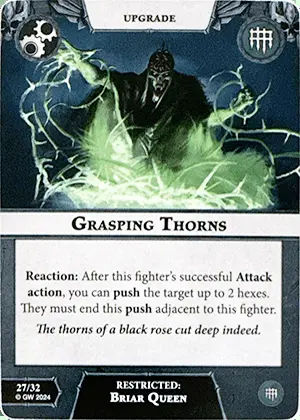 UPGRADE
GRASPING THORNS
Reaction: After this fighter's successful Attack
action, you can push the target up to 2 hexes.
They must end this push adjacent to this fighter.
The thorns of a black rose cut deep indeed.
27/32
© GW 2024
RESTRICTED:
BRIAR QUEEN